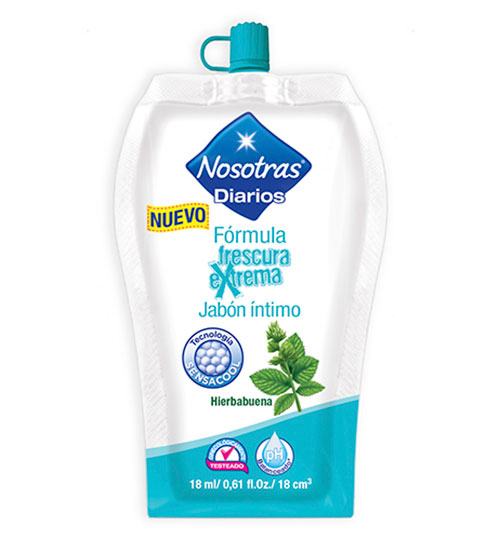 Nosotras®
Diarios
NUEVO
Fórmula
frescura
eXtrema
Jabón íntimo
Tecnología
SENSACOOL
Hierbabuena
TESTEADO
pH
Balanceado
18 ml/ 0,61 fl.Oz./ 18 cm³